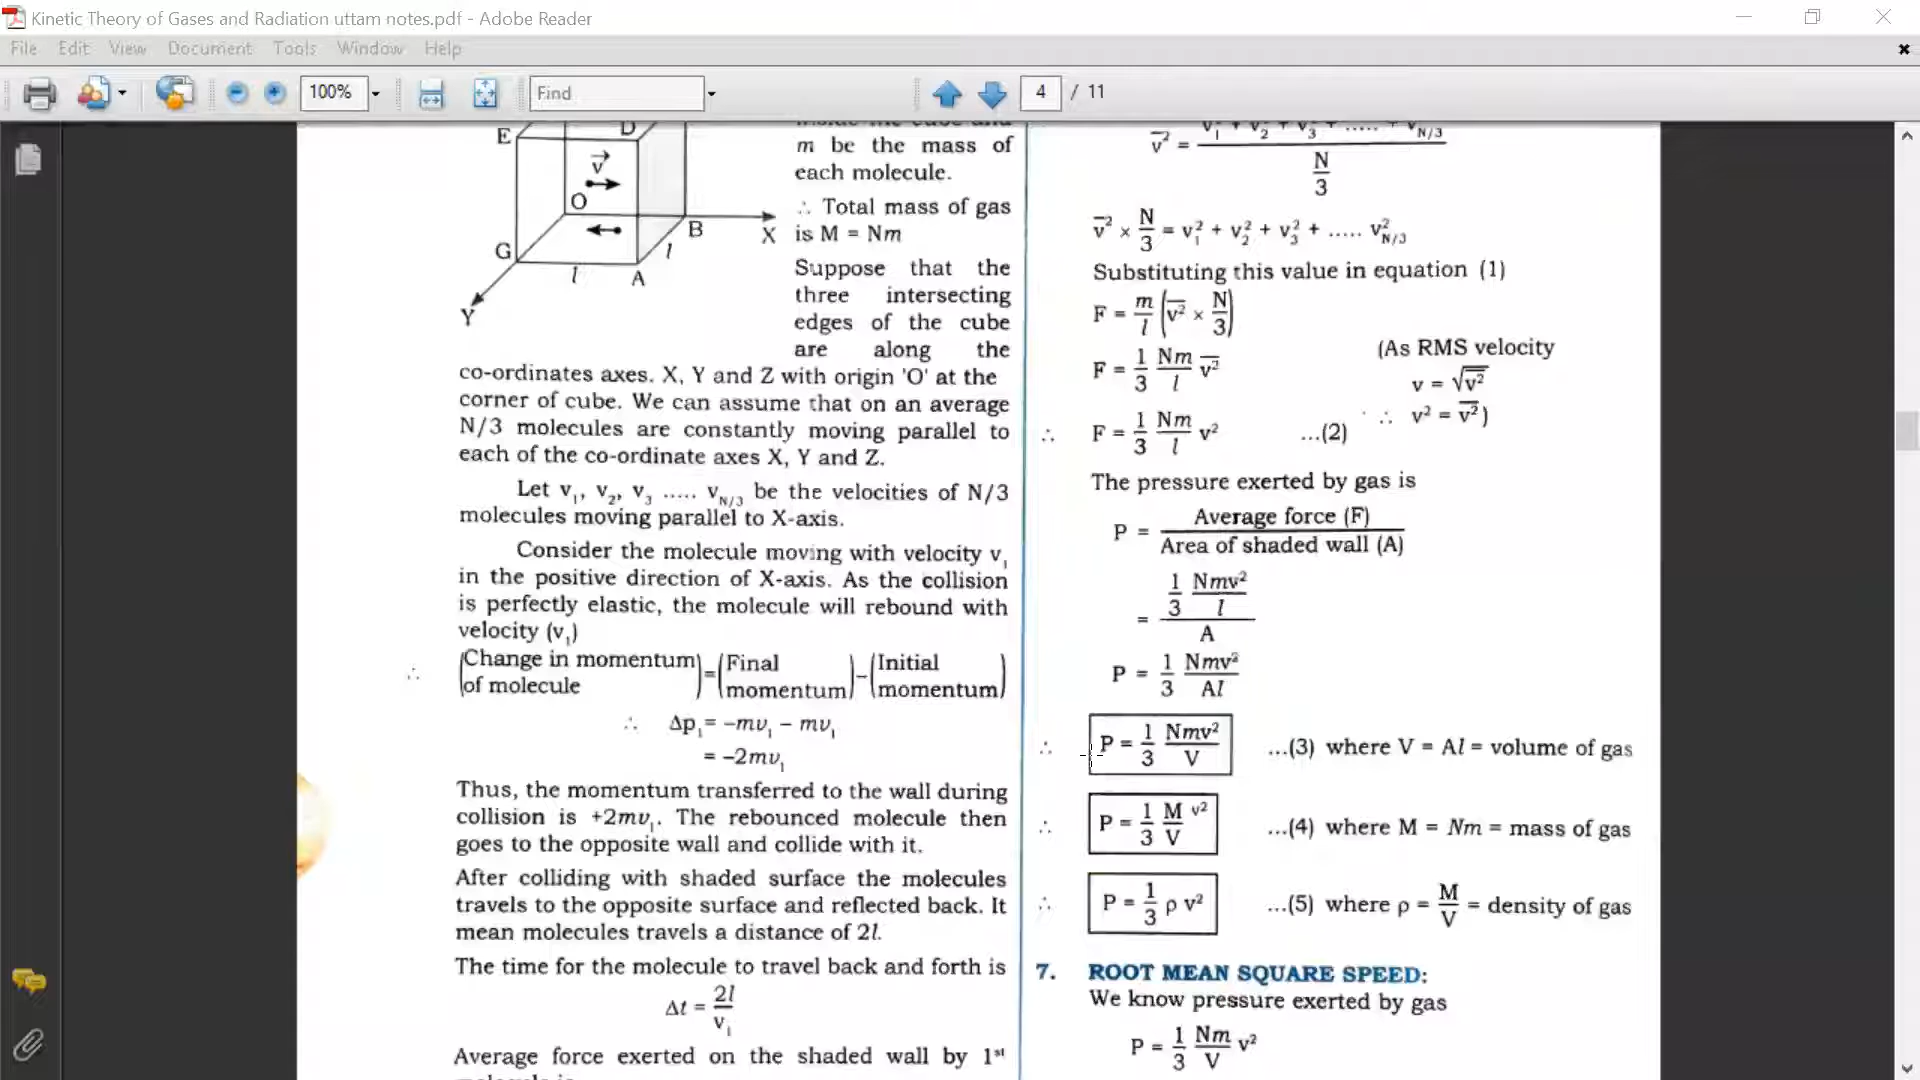 Kinetic Theory of Gases and Radiation uttam notes.pdf - Adobe Reader
File Edit View Document Tools Window Help
100% Find 4 / 11
E D
v⃗
O
B
X
G
l
l
A
Y
m be the mass of
each molecule.
∴ Total mass of gas
is M = Nm
Suppose that the
three intersecting
edges of the cube
are along the
co-ordinates axes. X, Y and Z with origin 'O' at the
corner of cube. We can assume that on an average
N/3 molecules are constantly moving parallel to
each of the co-ordinate axes X, Y and Z.
Let v₁, v₂, v₃ ..... v_N/3 be the velocities of N/3
molecules moving parallel to X-axis.
Consider the molecule moving with velocity v₁
in the positive direction of X-axis. As the collision
is perfectly elastic, the molecule will rebound with
velocity (v₁)
∴ (Change in momentum of molecule) = (Final momentum) − (Initial momentum)
∴ Δp₁ = −mv₁ − mv₁
= −2mv₁
Thus, the momentum transferred to the wall during
collision is +2mv₁. The rebounced molecule then
goes to the opposite wall and collide with it.
After colliding with shaded surface the molecules
travels to the opposite surface and reflected back. It
mean molecules travels a distance of 2l.
The time for the molecule to travel back and forth is
Δt = 2l/v₁
Average force exerted on the shaded wall by 1ˢᵗ
v̄² = (v₁ + v₂ + v₃ + ..... + v_N/3) / (N/3)
v̄² × N/3 = v₁² + v₂² + v₃² + ..... v²_N/3
Substituting this value in equation (1)
F = m/l (v̄² × N/3)
F = 1/3 Nm/l v̄² (As RMS velocity
v = √v̄²
∴ v² = v̄²)
∴ F = 1/3 Nm/l v² ...(2)
The pressure exerted by gas is
P = Average force (F) / Area of shaded wall (A)
= (1/3 Nmv²/l) / A
P = 1/3 Nmv²/Al
∴ P = 1/3 Nmv²/V ...(3) where V = Al = volume of gas
∴ P = 1/3 M/V v² ...(4) where M = Nm = mass of gas
∴ P = 1/3 ρ v² ...(5) where ρ = M/V = density of gas
7. ROOT MEAN SQUARE SPEED:
We know pressure exerted by gas
P = 1/3 Nm/V v²